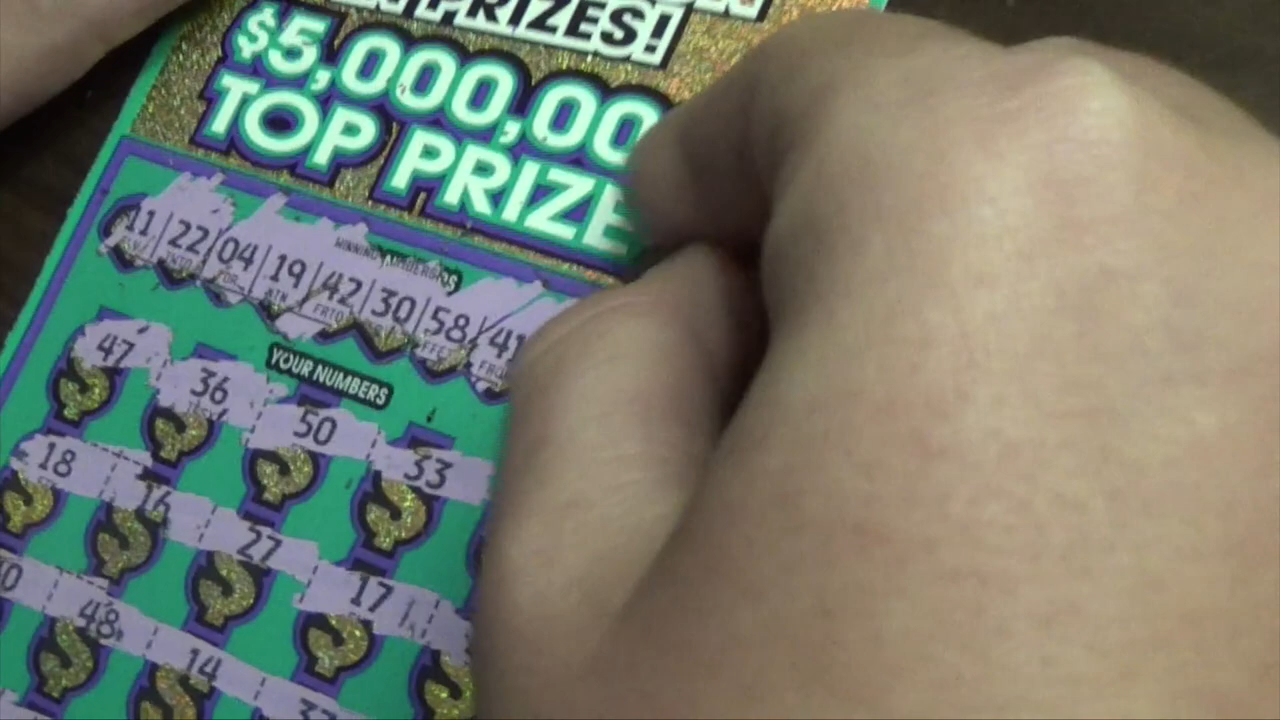 PRIZES!
$5,000,00
TOP PRIZE
WINNING NUMBERS
11 22 04 19 42 30 58 41
YOUR NUMBERS
47 36 50 33
18 16 27 17
48 14